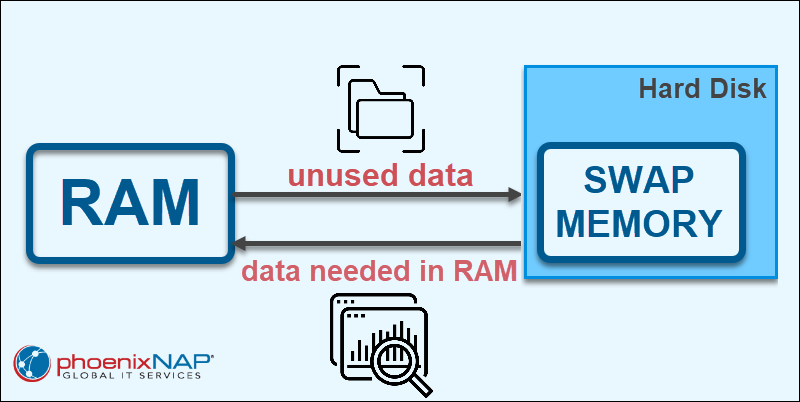 Hard Disk
unused data
RAM
SWAP
MEMORY
data needed in RAM
phoenixNAP®
GLOBAL IT SERVICES